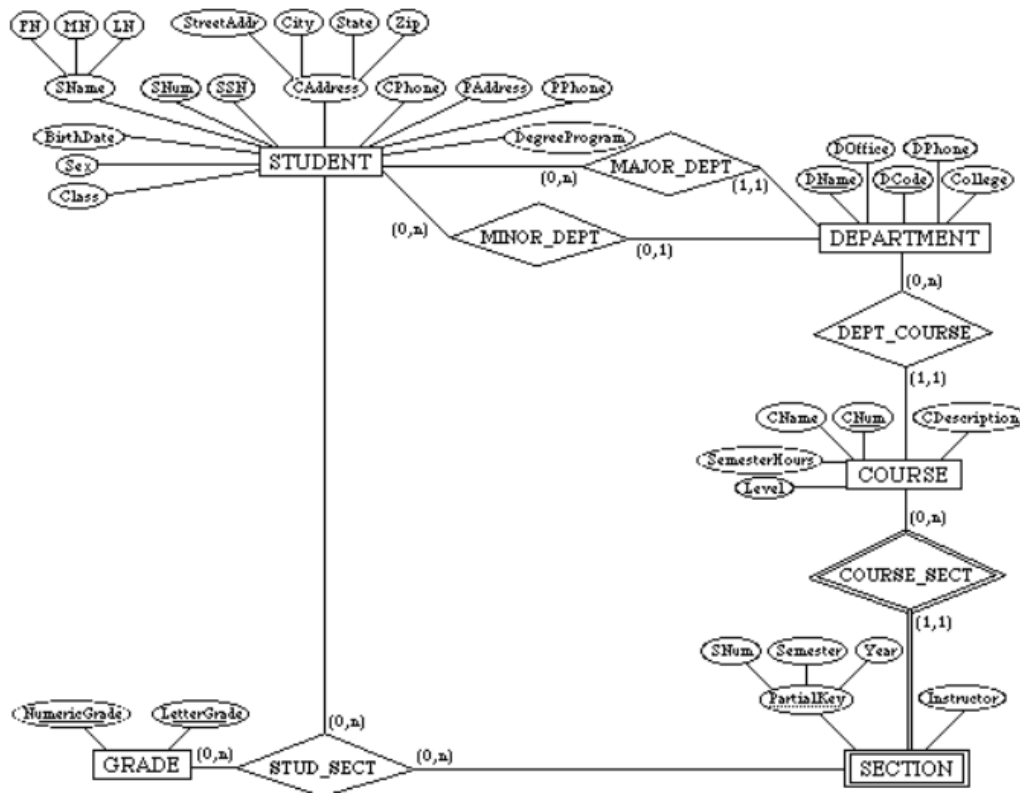 FN MN LN StreetAddr City State Zip
SName SNum SSN CAddress CPhone PAddress PPhone
BirthDate DegreeProgram DOffice DPhone
Sex STUDENT MAJOR_DEPT
(0,n) (1,1) DName DCode College
Class
(0,n) MINOR_DEPT (0,1) DEPARTMENT
(0,n)
DEPT_COURSE
(1,1)
CName CNum CDescription
SemesterHours
Level COURSE
(0,n)
COURSE_SECT
(1,1)
SNum Semester Year
PartialKey Instructor
NumericGrade LetterGrade (0,n)
GRADE (0,n) STUD_SECT (0,n) SECTION